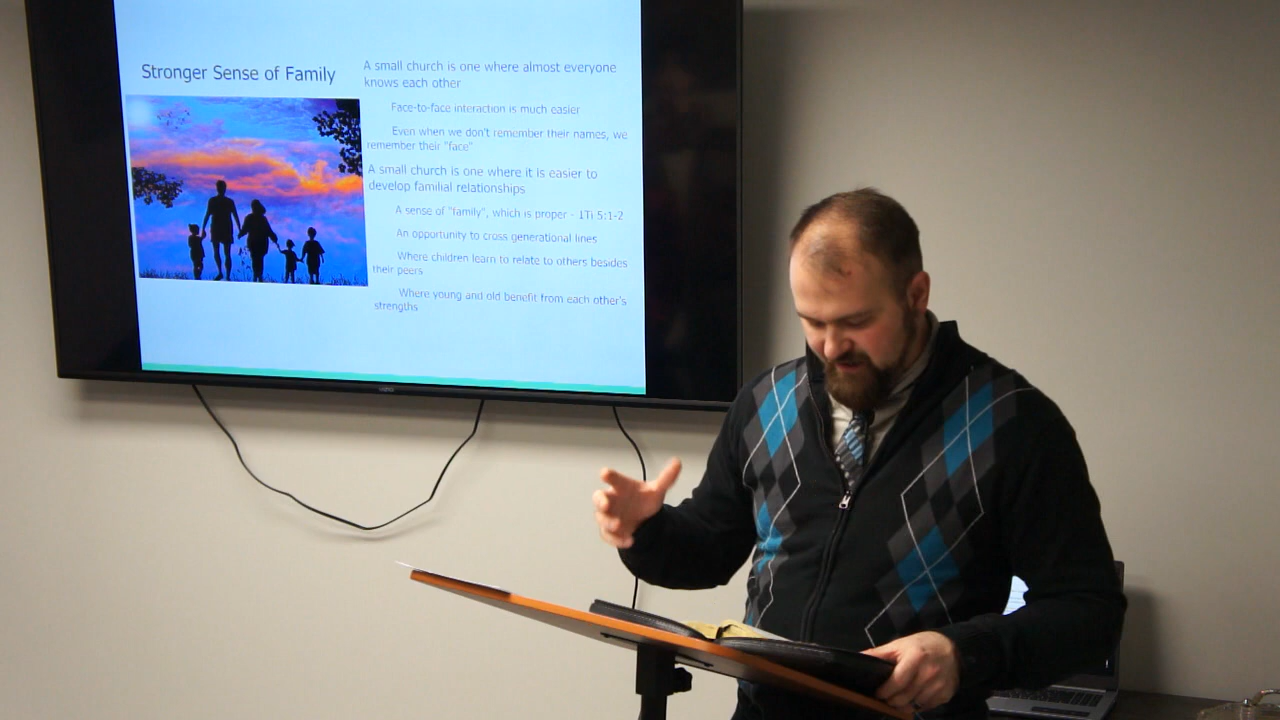 Stronger Sense of Family
A small church is one where almost everyone
knows each other
Face-to-face interaction is much easier
Even when we don't remember their names, we
remember their "face"
A small church is one where it is easier to
develop familial relationships
A sense of "family", which is proper - 1Ti 5:1-2
An opportunity to cross generational lines
Where children learn to relate to others besides
their peers
Where young and old benefit from each other's
strengths